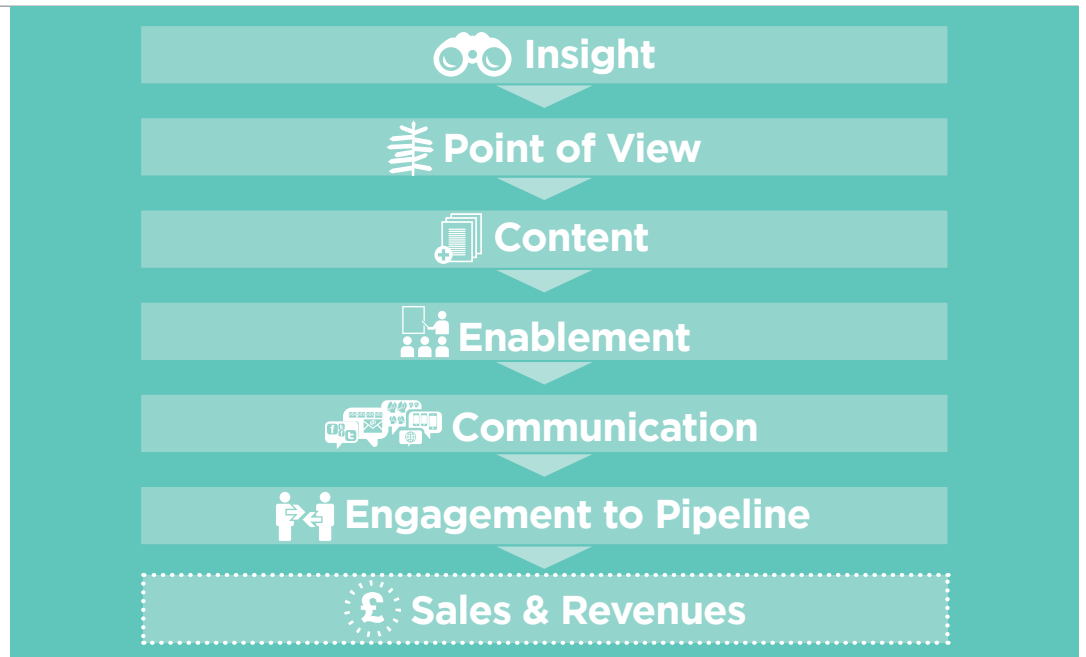 Insight
Point of View
Content
Enablement
Communication
Engagement to Pipeline
£ Sales & Revenues